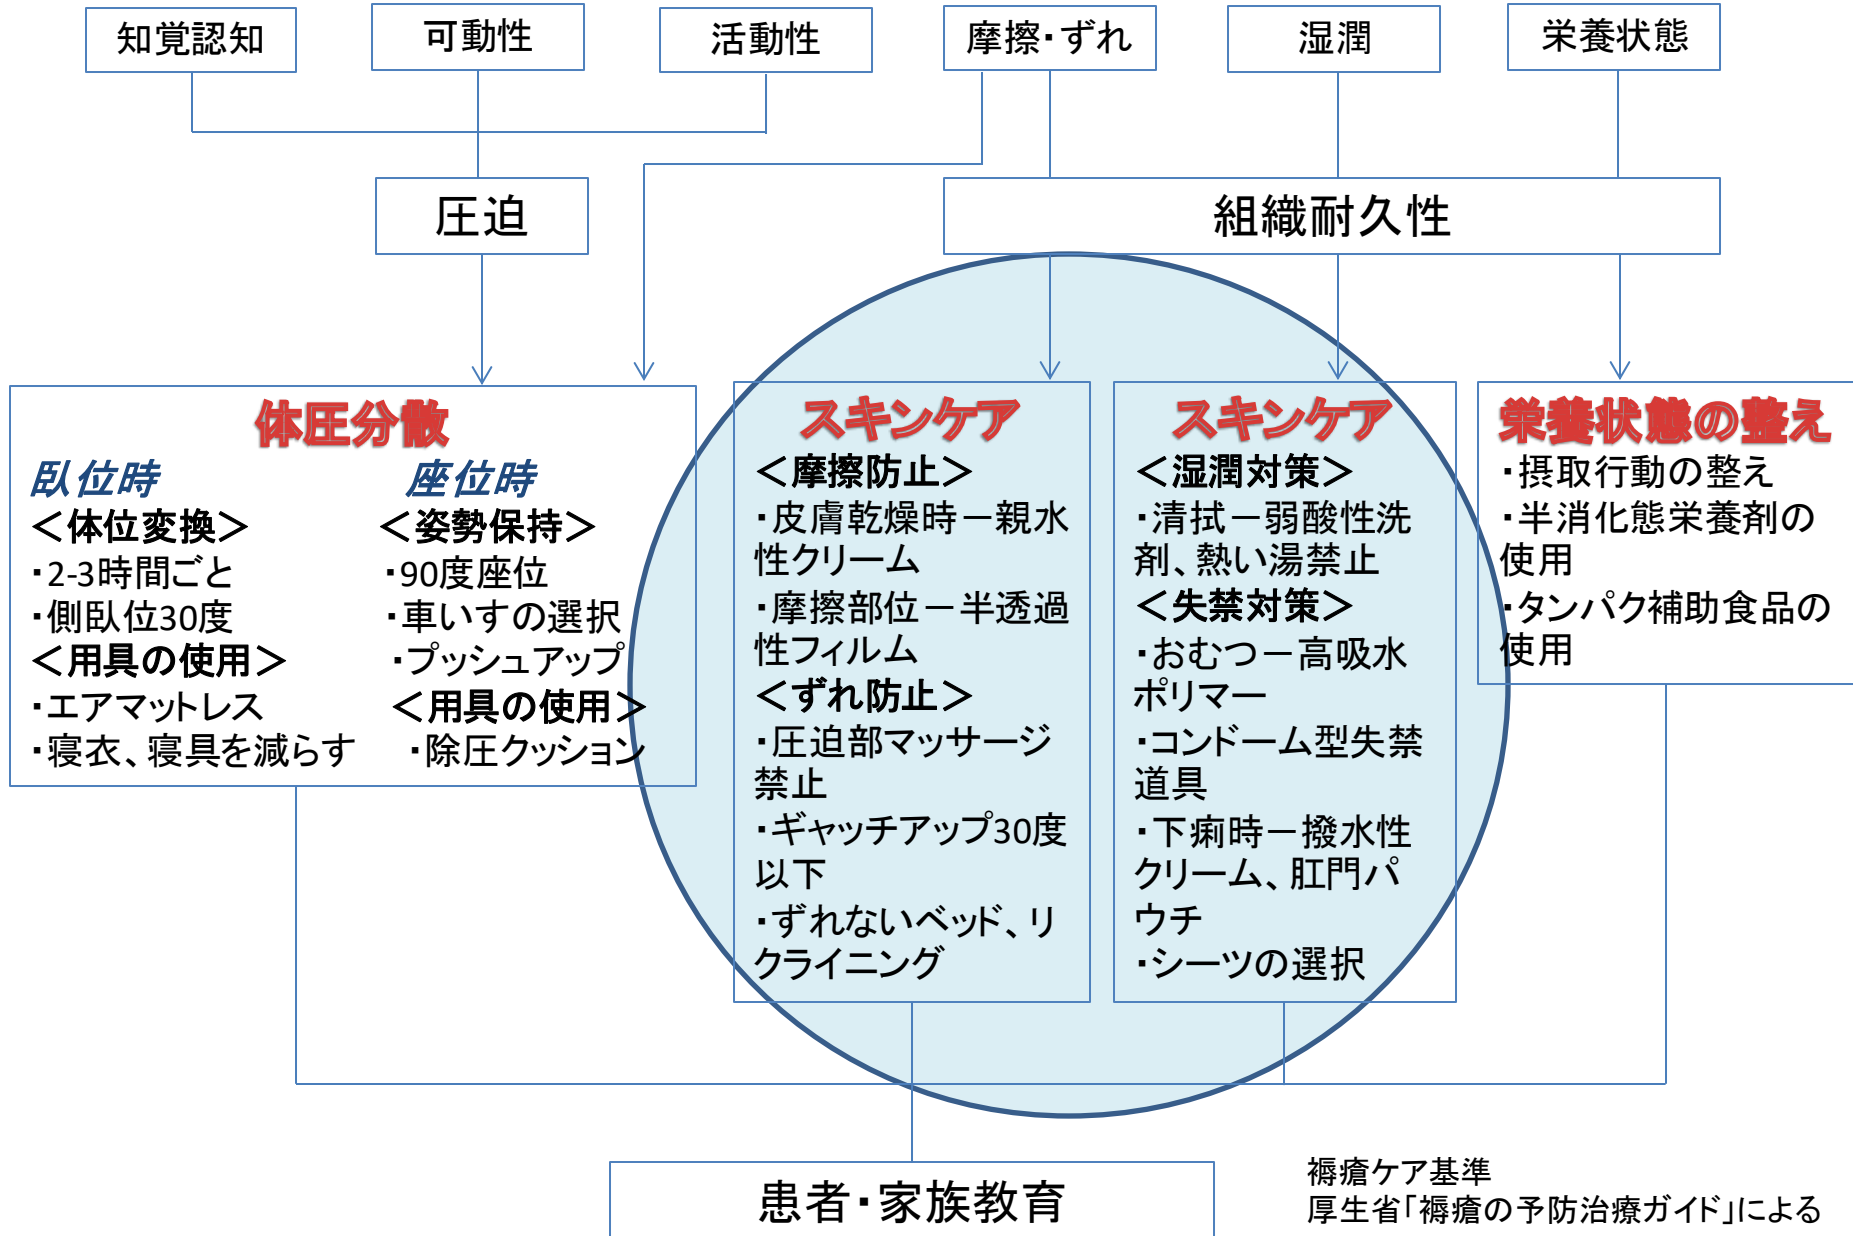 知覚認知
可動性
活動性
摩擦・ずれ
湿潤
栄養状態
圧迫
組織耐久性
体圧分散
臥位時
<体位変換>
・2-3時間ごと
・側臥位30度
<用具の使用>
・エアマットレス
・寝衣、寝具を減らす
座位時
<姿勢保持>
・90度座位
・車いすの選択
・プッシュアップ
<用具の使用>
・除圧クッション
スキンケア
<摩擦防止>
・皮膚乾燥時－親水
性クリーム
・摩擦部位－半透過
性フィルム
<ずれ防止>
・圧迫部マッサージ
禁止
・ギャッチアップ30度
以下
・ずれないベッド、リ
クライニング
スキンケア
<湿潤対策>
・清拭－弱酸性洗
剤、熱い湯禁止
<失禁対策>
・おむつ－高吸水
ポリマー
・コンドーム型失禁
道具
・下痢時－撥水性
クリーム、肛門パ
ウチ
・シーツの選択
栄養状態の整え
・摂取行動の整え
・半消化態栄養剤の
使用
・タンパク補助食品の
使用
患者・家族教育
褥瘡ケア基準
厚生省「褥瘡の予防治療ガイド」による